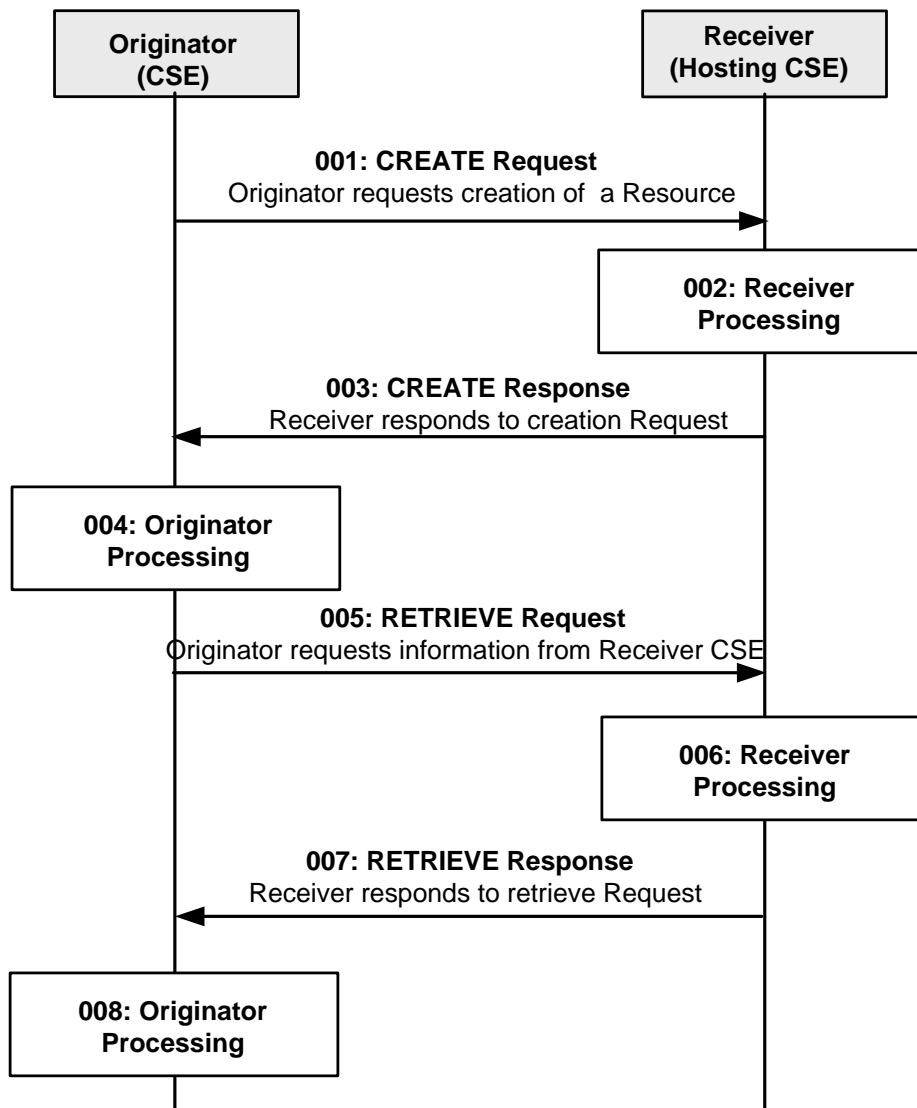 Originator
(CSE)
Receiver
(Hosting CSE)
001: CREATE Request
Originator requests creation of a Resource
002: Receiver
Processing
003: CREATE Response
Receiver responds to creation Request
004: Originator
Processing
005: RETRIEVE Request
Originator requests information from Receiver CSE
006: Receiver
Processing
007: RETRIEVE Response
Receiver responds to retrieve Request
008: Originator
Processing